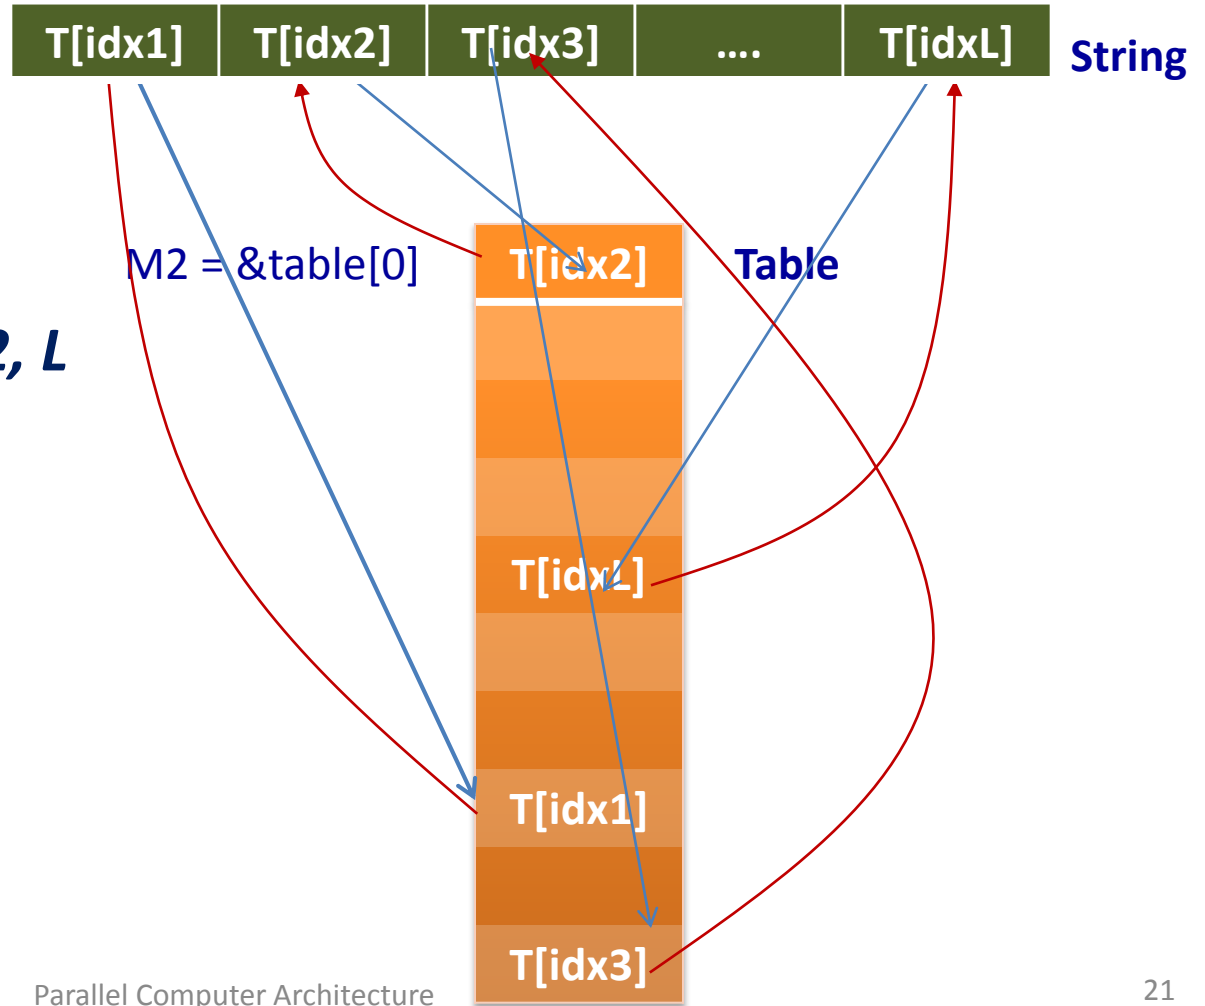 T[idx1] T[idx2] T[idx3] …. T[idxL] String
M2 = &table[0] T[idx2] Table
, L
T[idxL]
T[idx1]
T[idx3]
Parallel Computer Architecture 21